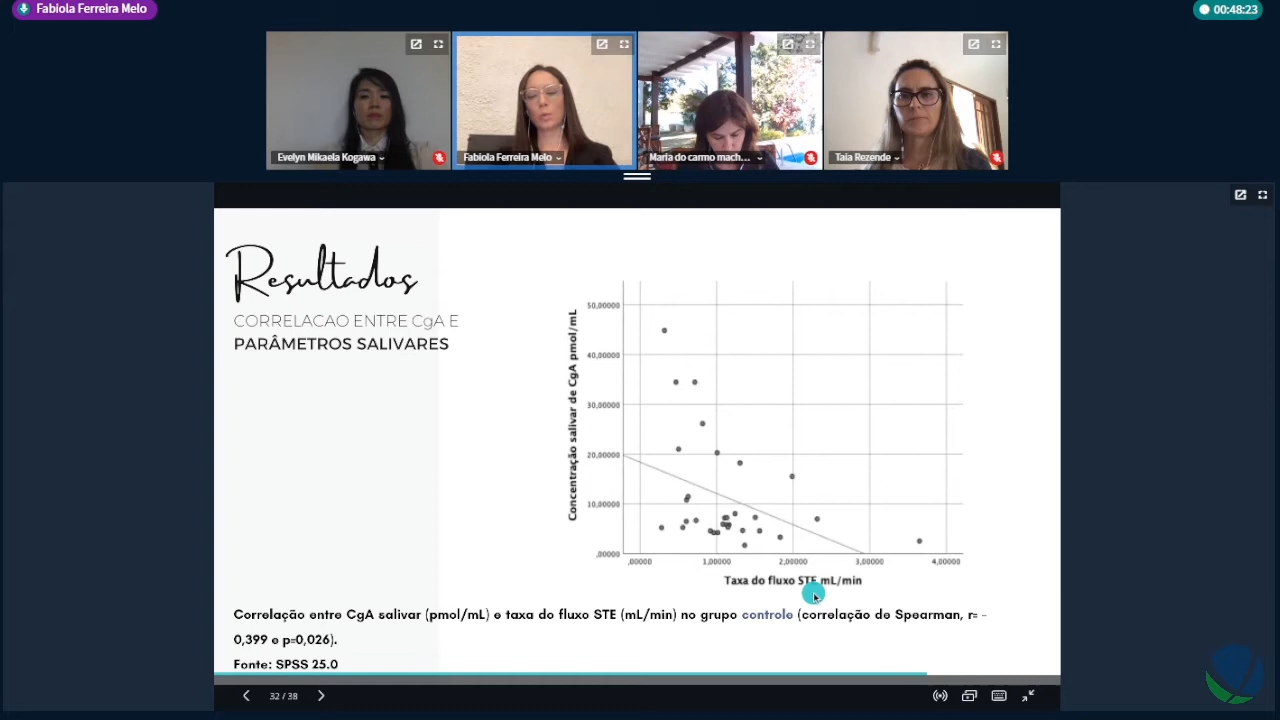 Fabiola Ferreira Melo
00:48:23
Evelyn Mikaela Kogawa
Fabiola Ferreira Melo
Maria do carmo mach...
Taia Rezende
Resultados
CORRELACAO ENTRE CgA E
PARÂMETROS SALIVARES
Concentração salivar de CgA pmol/mL
50,00000
40,00000
30,00000
20,00000
10,00000
,00000
,00000 1,00000 2,00000 3,00000 4,00000
Taxa do fluxo STE mL/min
Correlação entre CgA salivar (pmol/mL) e taxa do fluxo STE (mL/min) no grupo controle (correlação de Spearman, r= -
0,399 e p=0,026).
Fonte: SPSS 25.0
32 / 38